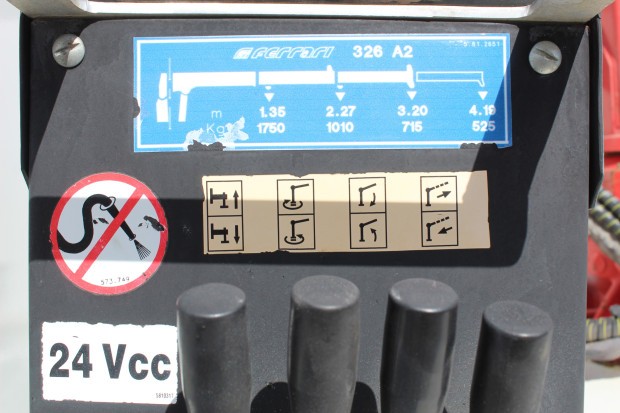 FERRARI 326 A2
m 1.35 2.27 3.20 4.19
Kg 1750 1010 715 525
24 Vcc